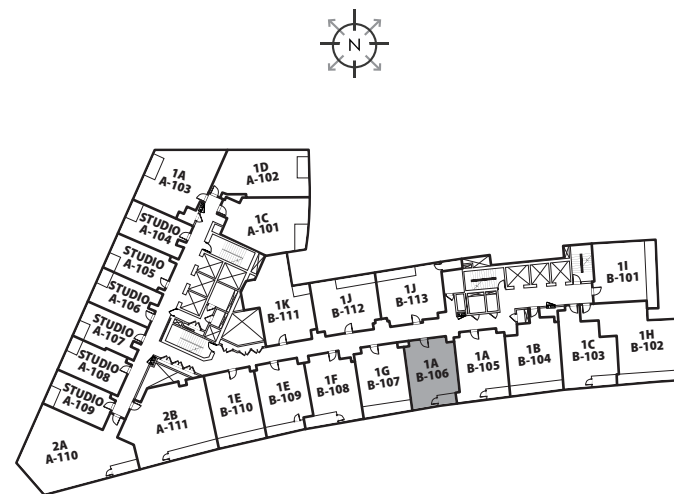 N
1D
A-102
1A
A-103
1C
A-101
STUDIO
A-104
STUDIO
A-105
STUDIO
A-106
STUDIO
A-107
STUDIO
A-108
STUDIO
A-109
2A
A-110
2B
A-111
1K
B-111
1J
B-112
1J
B-113
1I
B-101
1E
B-110
1E
B-109
1F
B-108
1G
B-107
1A
B-106
1A
B-105
1B
B-104
1C
B-103
1H
B-102